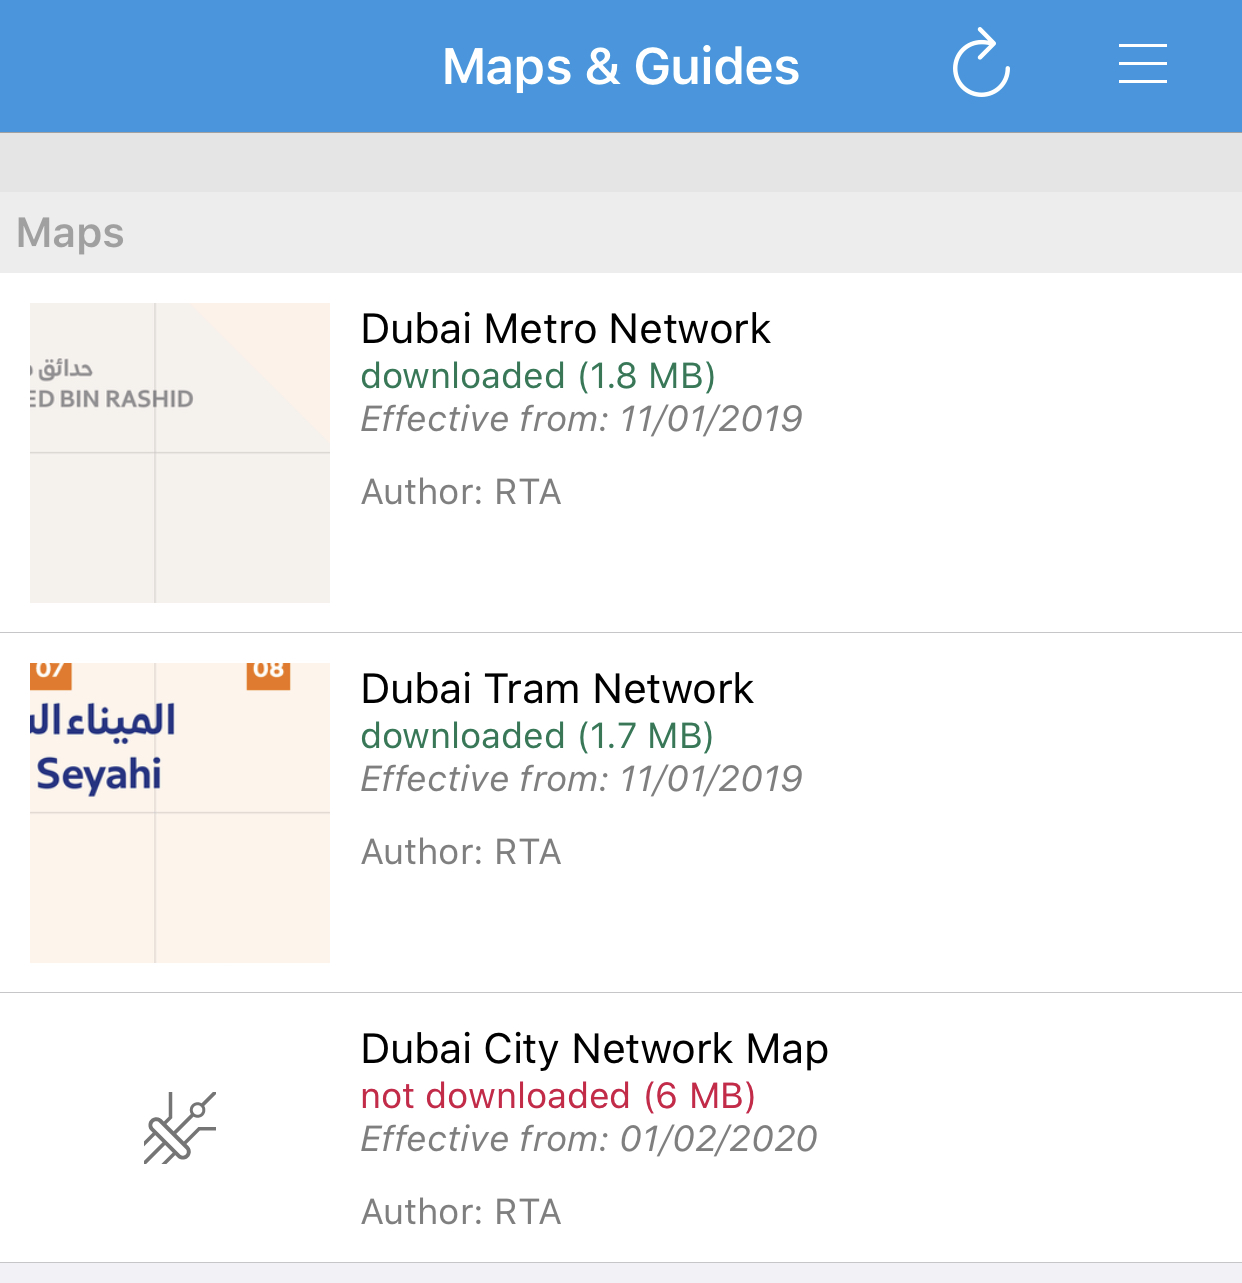 Maps & Guides
Maps
حدائق
ED BIN RASHID
Dubai Metro Network
downloaded (1.8 MB)
Effective from: 11/01/2019
Author: RTA
07
08
الميناء ال
Seyahi
Dubai Tram Network
downloaded (1.7 MB)
Effective from: 11/01/2019
Author: RTA
Dubai City Network Map
not downloaded (6 MB)
Effective from: 01/02/2020
Author: RTA